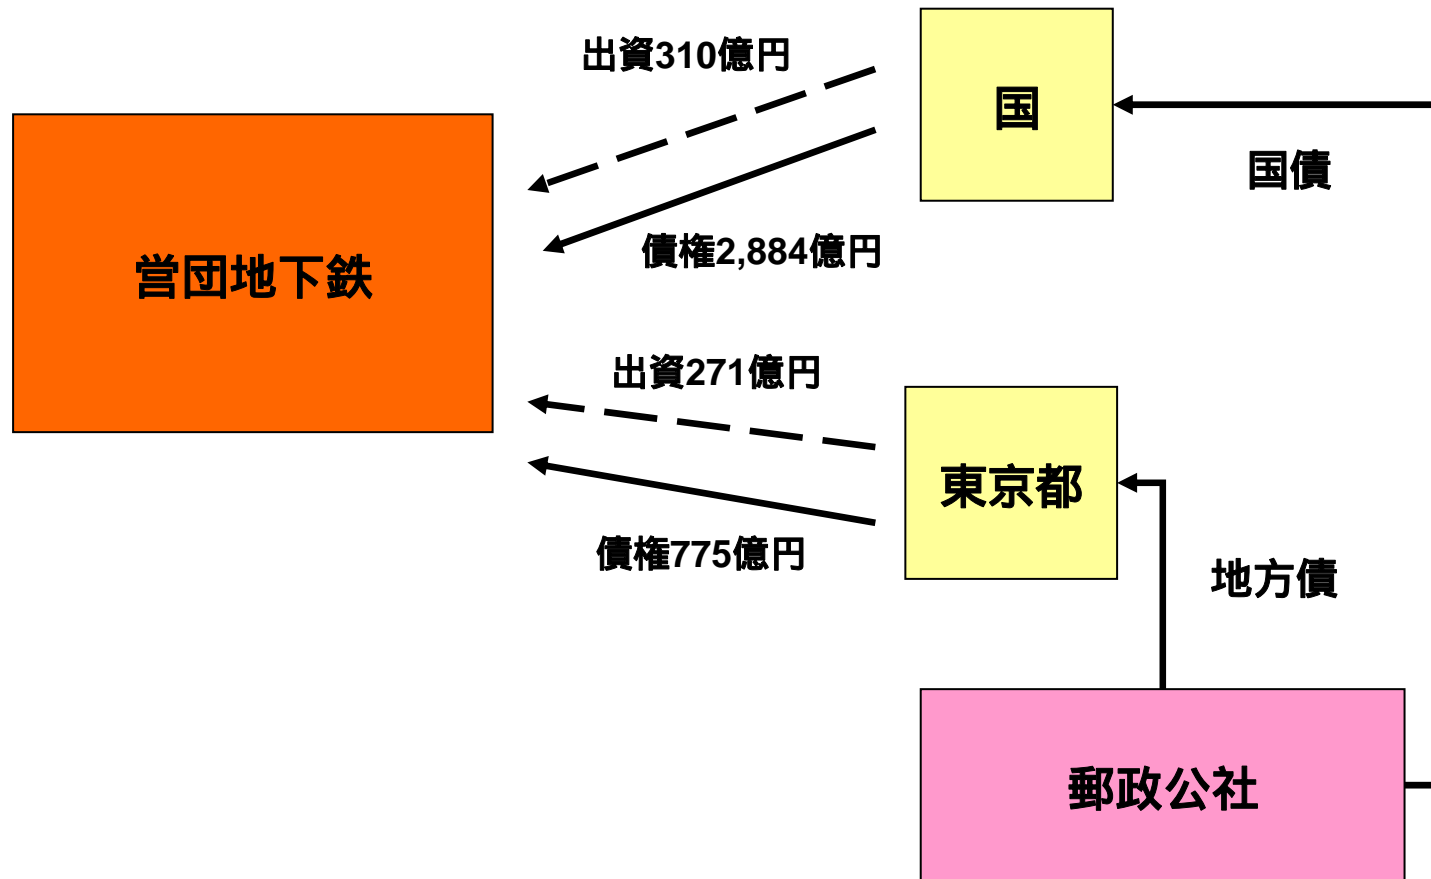 出資310億円
国
国債
債権2,884億円
営団地下鉄
出資271億円
東京都
債権775億円
地方債
郵政公社